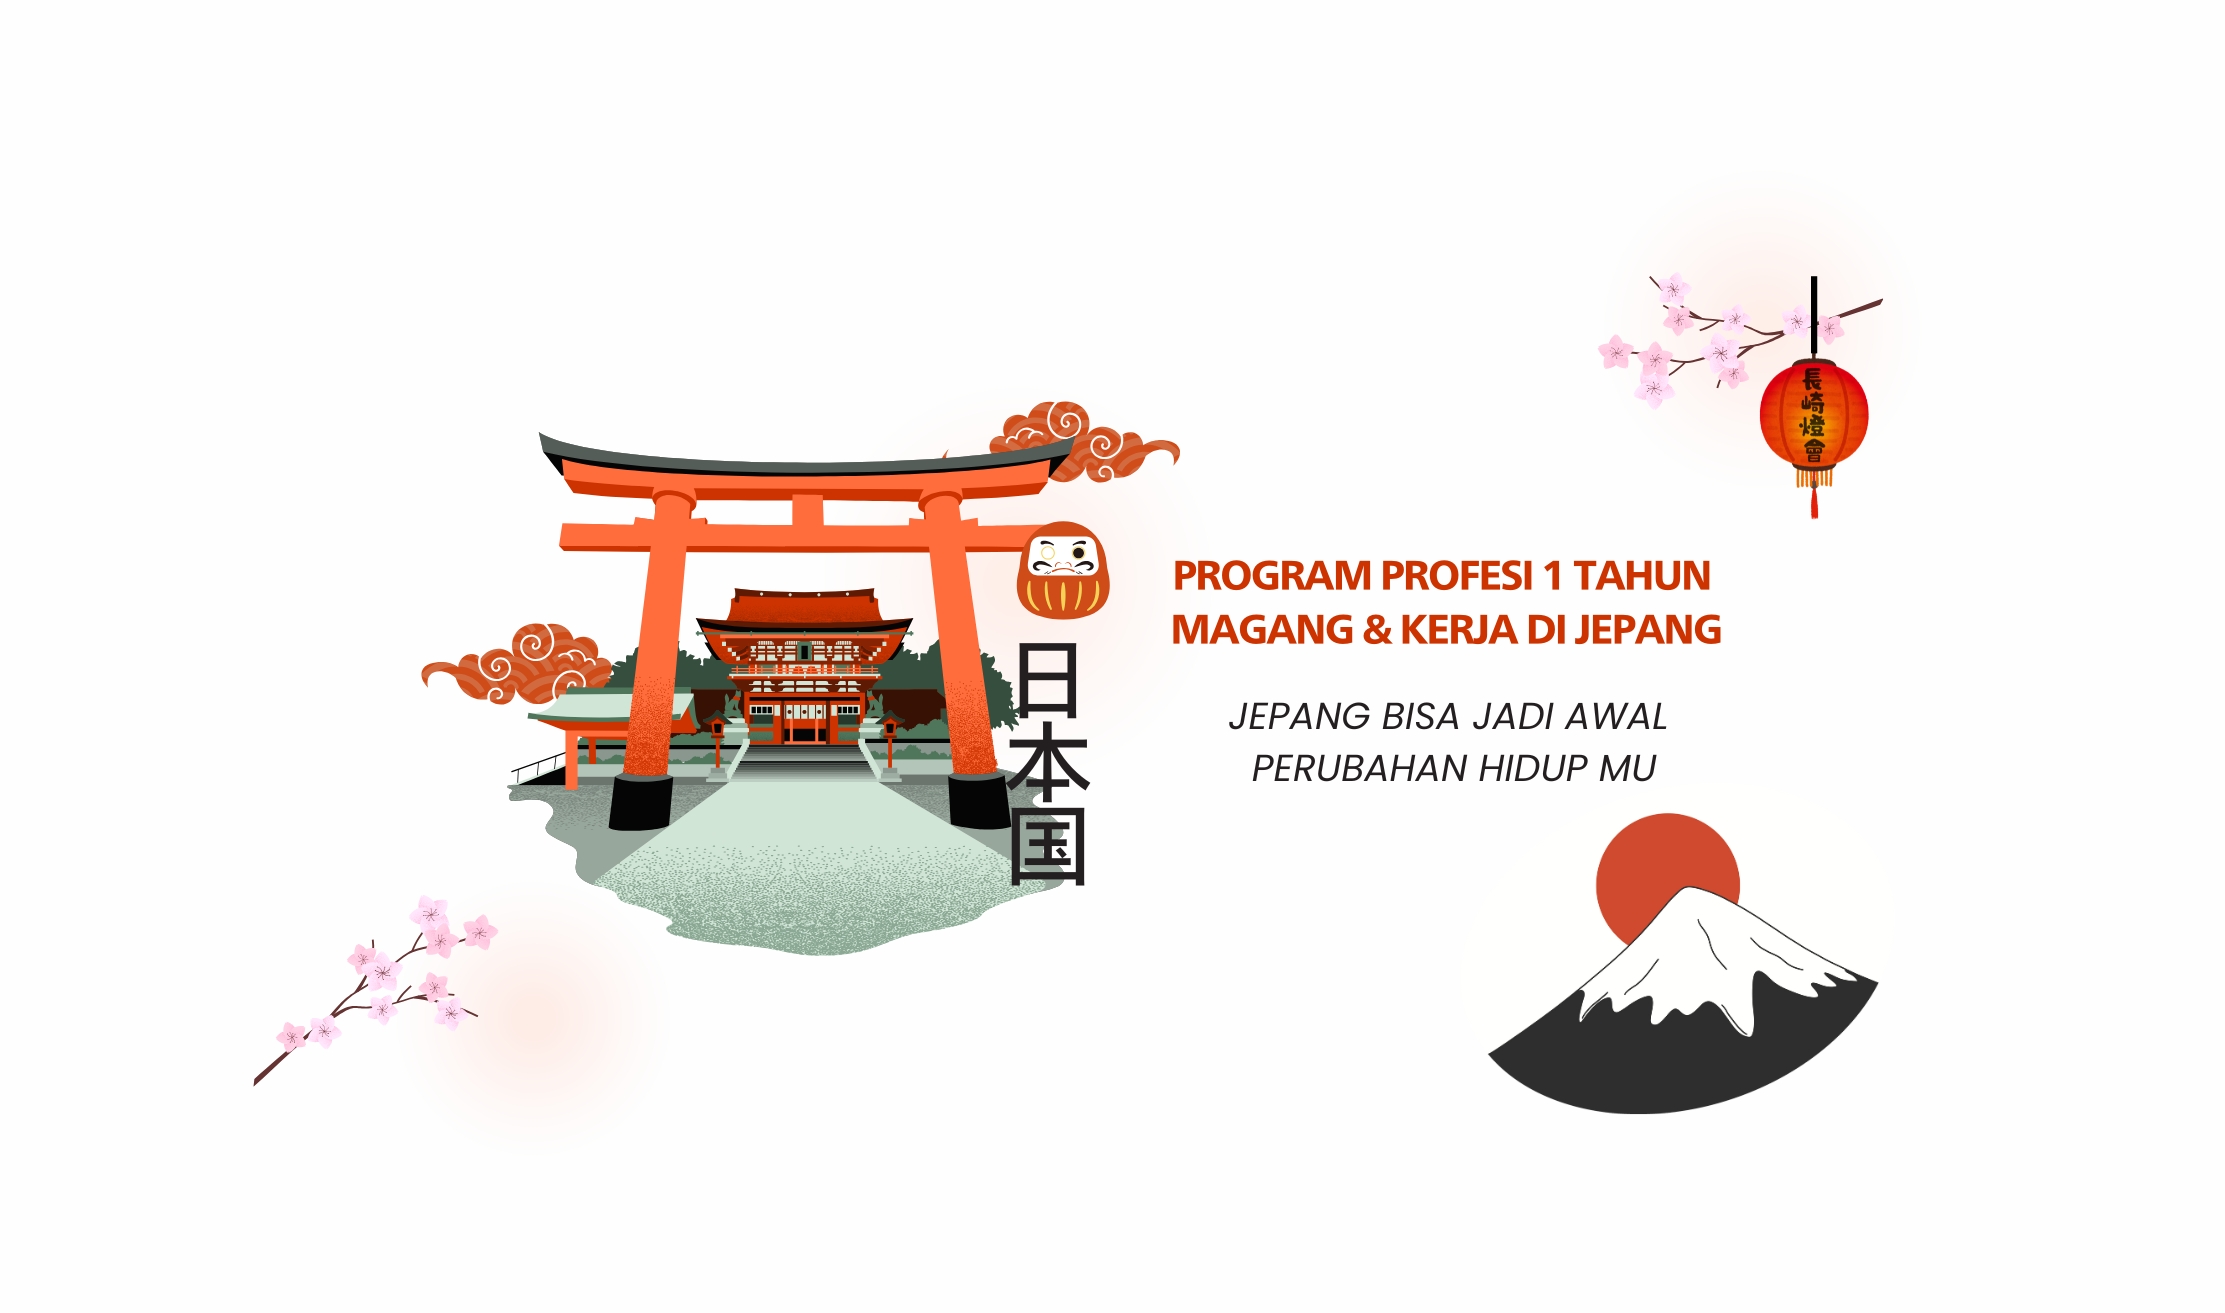 長崎燈會
日本国
PROGRAM PROFESI 1 TAHUN
MAGANG & KERJA DI JEPANG
JEPANG BISA JADI AWAL
PERUBAHAN HIDUP MU